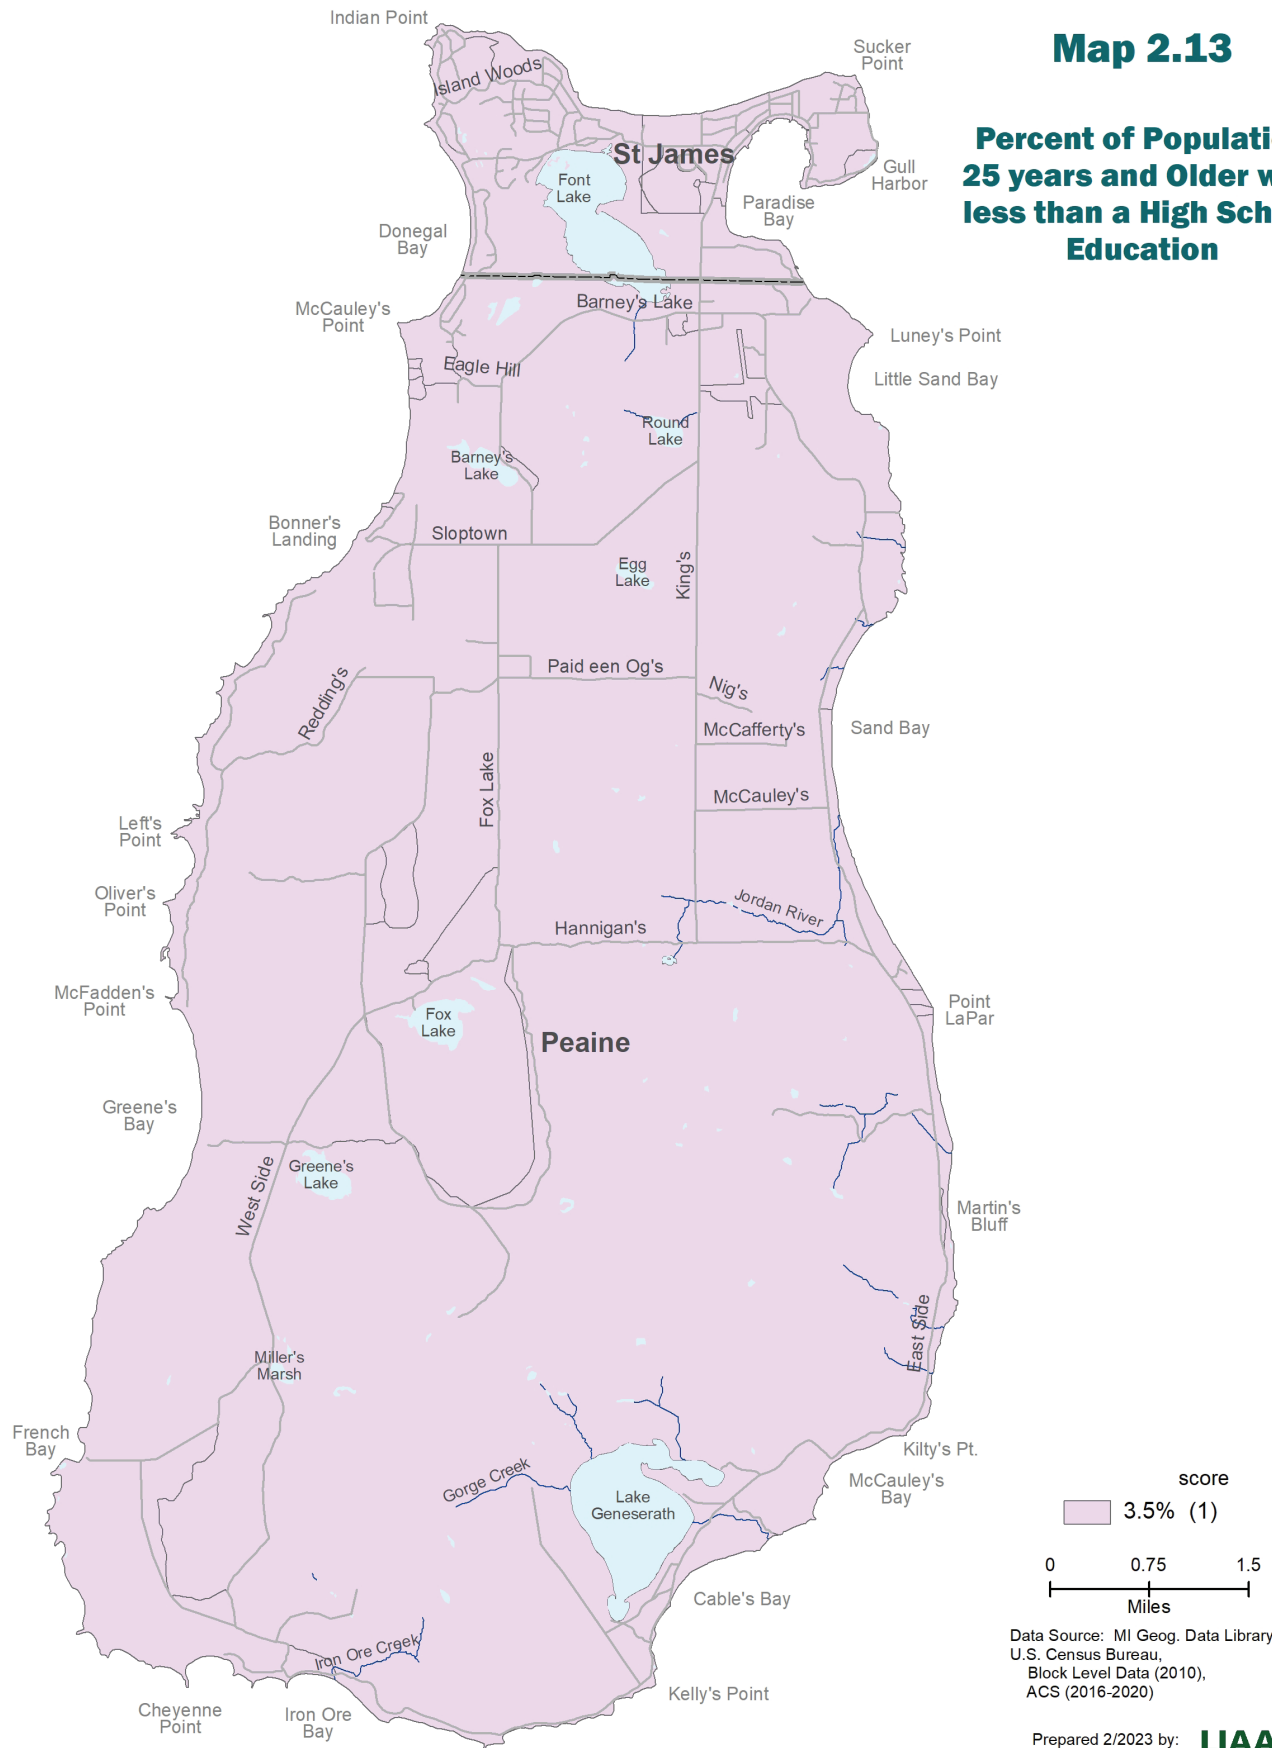 Map 2.13
Percent of Populati
25 years and Older w
less than a High Sch
Education
Indian Point
Sucker
Point
Island Woods
St James
Font
Lake
Gull
Harbor
Paradise
Bay
Donegal
Bay
Barney's Lake
McCauley's
Point
Luney's Point
Eagle Hill
Little Sand Bay
Round
Lake
Barney's
Lake
Bonner's
Landing
Sloptown
Egg
Lake
King's
Paid een Og's
Redding's
Nig's
McCafferty's
Sand Bay
Fox Lake
McCauley's
Left's
Point
Oliver's
Point
Jordan River
Hannigan's
McFadden's
Point
Point
LaPar
Fox
Lake
Peaine
Greene's
Bay
Greene's
Lake
West Side
Martin's
Bluff
East Side
Miller's
Marsh
French
Bay
Kilty's Pt.
McCauley's
Bay
Gorge Creek
Lake
Geneserath
score
3.5% (1)
0 0.75 1.5
Miles
Cable's Bay
Data Source: MI Geog. Data Library
U.S. Census Bureau,
Block Level Data (2010),
ACS (2016-2020)
Iron Ore Creek
Kelly's Point
Cheyenne
Point
Iron Ore
Bay
Prepared 2/2023 by: